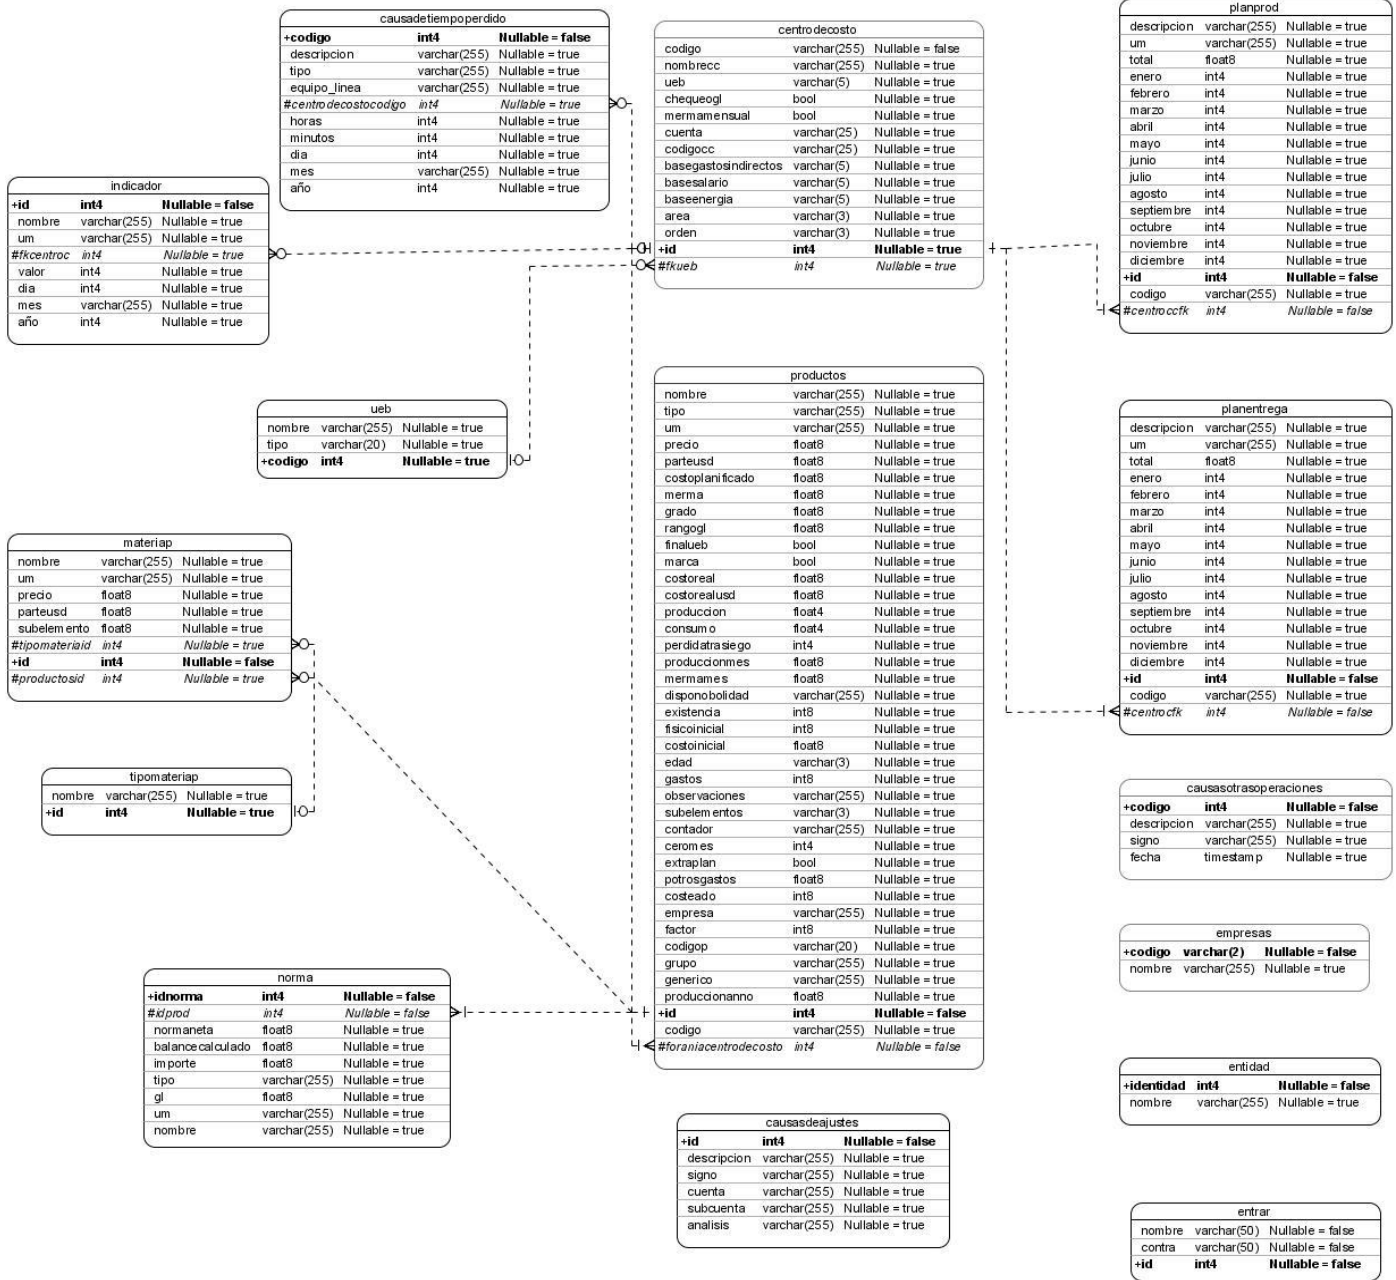 causadetiempoperdido
+codigo int4 Nullable = false
descripcion varchar(255) Nullable = true
tipo varchar(255) Nullable = true
equipo_linea varchar(255) Nullable = true
#centrodecostocodigo int4 Nullable = true
horas int4 Nullable = true
minutos int4 Nullable = true
dia int4 Nullable = true
mes varchar(255) Nullable = true
año int4 Nullable = true
centrodecosto
codigo varchar(255) Nullable = false
nombrecc varchar(255) Nullable = true
ueb varchar(5) Nullable = true
chequeogl bool Nullable = true
mermamensual bool Nullable = true
cuenta varchar(25) Nullable = true
codigocc varchar(25) Nullable = true
basegastosindirectos varchar(5) Nullable = true
basesalario varchar(5) Nullable = true
baseenergia varchar(5) Nullable = true
area varchar(3) Nullable = true
orden varchar(3) Nullable = true
+id int4 Nullable = true
#fkueb int4 Nullable = true
planprod
descripcion varchar(255) Nullable = true
um varchar(255) Nullable = true
total float8 Nullable = true
enero int4 Nullable = true
febrero int4 Nullable = true
marzo int4 Nullable = true
abril int4 Nullable = true
mayo int4 Nullable = true
junio int4 Nullable = true
julio int4 Nullable = true
agosto int4 Nullable = true
septiembre int4 Nullable = true
octubre int4 Nullable = true
noviembre int4 Nullable = true
diciembre int4 Nullable = true
+id int4 Nullable = false
codigo varchar(255) Nullable = true
#centroccfk int4 Nullable = false
indicador
+id int4 Nullable = false
nombre varchar(255) Nullable = true
um varchar(255) Nullable = true
#fkcentroc int4 Nullable = true
valor int4 Nullable = true
dia int4 Nullable = true
mes varchar(255) Nullable = true
año int4 Nullable = true
ueb
nombre varchar(255) Nullable = true
tipo varchar(20) Nullable = true
+codigo int4 Nullable = true
productos
nombre varchar(255) Nullable = true
tipo varchar(255) Nullable = true
um varchar(255) Nullable = true
precio float8 Nullable = true
parteusd float8 Nullable = true
costoplanificado float8 Nullable = true
merma float8 Nullable = true
grado float8 Nullable = true
rangogl float8 Nullable = true
finalueb bool Nullable = true
marca bool Nullable = true
costoreal float8 Nullable = true
costorealusd float8 Nullable = true
produccion float4 Nullable = true
consumo float4 Nullable = true
perdidatrasiego int4 Nullable = true
produccionmes float8 Nullable = true
mermames float8 Nullable = true
disponobolidad varchar(255) Nullable = true
existencia int8 Nullable = true
fisicoinicial int8 Nullable = true
costoinicial float8 Nullable = true
edad varchar(3) Nullable = true
gastos int8 Nullable = true
observaciones varchar(255) Nullable = true
subelementos varchar(3) Nullable = true
contador varchar(255) Nullable = true
ceromes int4 Nullable = true
extraplan bool Nullable = true
potrosgastos float8 Nullable = true
costeado int8 Nullable = true
empresa varchar(255) Nullable = true
factor int8 Nullable = true
codigop varchar(20) Nullable = true
grupo varchar(255) Nullable = true
generico varchar(255) Nullable = true
produccionanno float8 Nullable = true
+id int4 Nullable = false
codigo varchar(255) Nullable = true
#foraniacentrodecosto int4 Nullable = false
planentrega
descripcion varchar(255) Nullable = true
um varchar(255) Nullable = true
total float8 Nullable = true
enero int4 Nullable = true
febrero int4 Nullable = true
marzo int4 Nullable = true
abril int4 Nullable = true
mayo int4 Nullable = true
junio int4 Nullable = true
julio int4 Nullable = true
agosto int4 Nullable = true
septiembre int4 Nullable = true
octubre int4 Nullable = true
noviembre int4 Nullable = true
diciembre int4 Nullable = true
+id int4 Nullable = false
codigo varchar(255) Nullable = true
#centrocfk int4 Nullable = false
materiap
nombre varchar(255) Nullable = true
um varchar(255) Nullable = true
precio float8 Nullable = true
parteusd float8 Nullable = true
subelemento float8 Nullable = true
#tipomateriaid int4 Nullable = true
+id int4 Nullable = false
#productosid int4 Nullable = true
tipomateriap
nombre varchar(255) Nullable = true
+id int4 Nullable = true
causasotrasoperaciones
+codigo int4 Nullable = false
descripcion varchar(255) Nullable = true
signo varchar(255) Nullable = true
fecha timestamp Nullable = true
empresas
+codigo varchar(2) Nullable = false
nombre varchar(255) Nullable = true
norma
+idnorma int4 Nullable = false
#idprod int4 Nullable = false
normaneta float8 Nullable = true
balancecalculado float8 Nullable = true
importe float8 Nullable = true
tipo varchar(255) Nullable = true
gl float8 Nullable = true
um varchar(255) Nullable = true
nombre varchar(255) Nullable = true
entidad
+identidad int4 Nullable = false
nombre varchar(255) Nullable = true
causasdeajustes
+id int4 Nullable = false
descripcion varchar(255) Nullable = true
signo varchar(255) Nullable = true
cuenta varchar(255) Nullable = true
subcuenta varchar(255) Nullable = true
analisis varchar(255) Nullable = true
entrar
nombre varchar(50) Nullable = false
contra varchar(50) Nullable = false
+id int4 Nullable = false